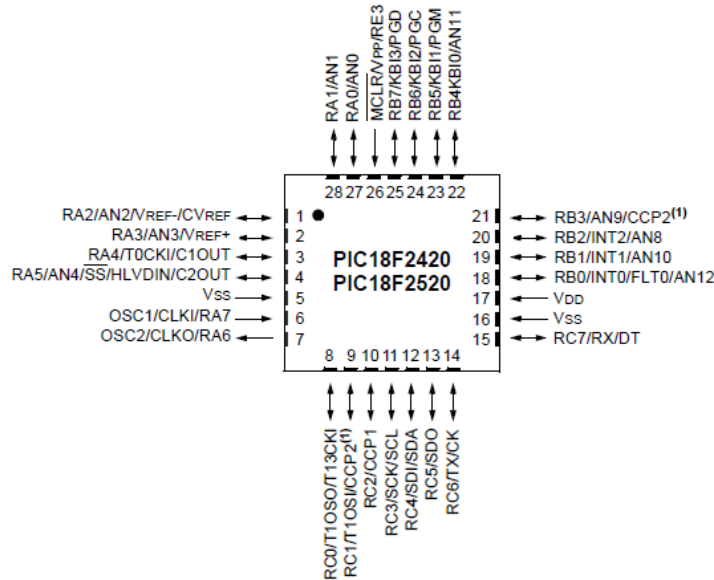 RA1/AN1
RA0/AN0
MCLR/VPP/RE3
RB7/KBI3/PGD
RB6/KBI2/PGC
RB5/KBI1/PGM
RB4KBI0/AN11
28 27 26 25 24 23 22
RA2/AN2/VREF-/CVREF 1
RA3/AN3/VREF+ 2
RA4/T0CKI/C1OUT 3
RA5/AN4/SS/HLVDIN/C2OUT 4
VSS 5
OSC1/CLKI/RA7 6
OSC2/CLKO/RA6 7
PIC18F2420
PIC18F2520
21 RB3/AN9/CCP2(1)
20 RB2/INT2/AN8
19 RB1/INT1/AN10
18 RB0/INT0/FLT0/AN12
17 VDD
16 VSS
15 RC7/RX/DT
8 9 10 11 12 13 14
RC0/T1OSO/T13CKI
RC1/T1OSI/CCP2(1)
RC2/CCP1
RC3/SCK/SCL
RC4/SDI/SDA
RC5/SDO
RC6/TX/CK